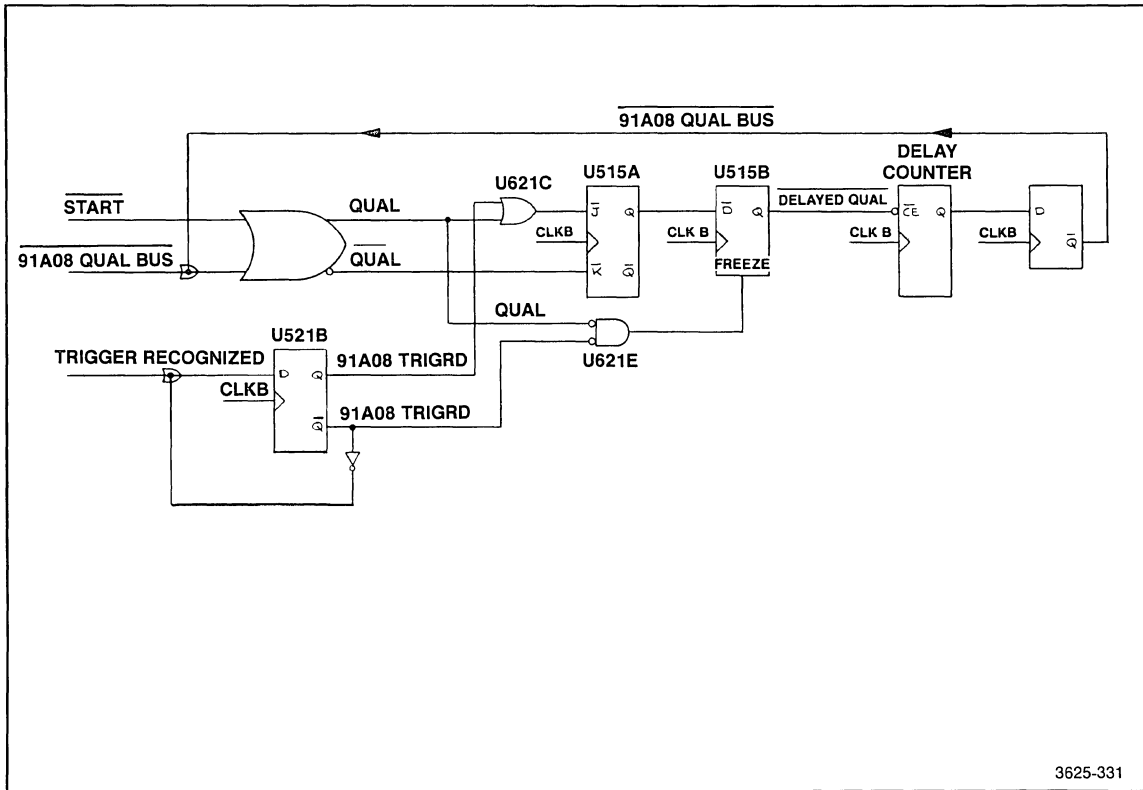 91A08 QUAL BUS
DELAY
COUNTER
U515A
U515B
U621C
START
QUAL
DELAYED QUAL
J
Q
D
Q
CE
Q
D
CLKB
CLK B
CLK B
CLKB
91A08 QUAL BUS
QUAL
K
Q
FREEZE
Q
QUAL
U521B
U621E
TRIGGER RECOGNIZED
D
Q
91A08 TRIGRD
CLKB
Q
91A08 TRIGRD
3625-331